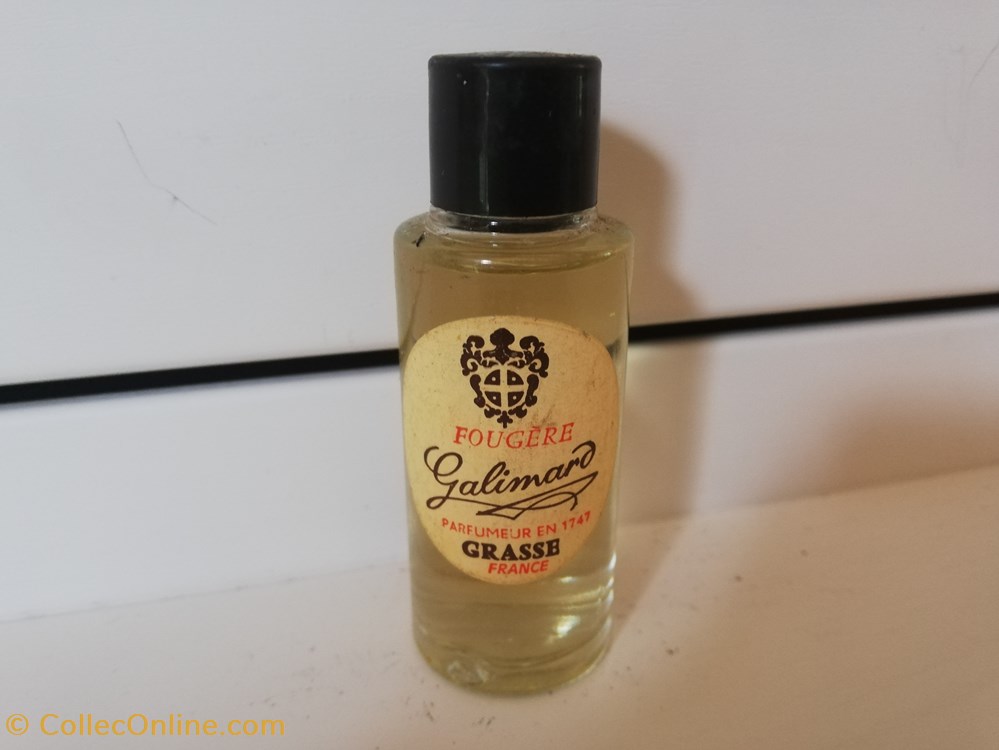 FOUGÈRE
Galimard
PARFUMEUR EN 1747
GRASSE
FRANCE
© CollecOnline.com